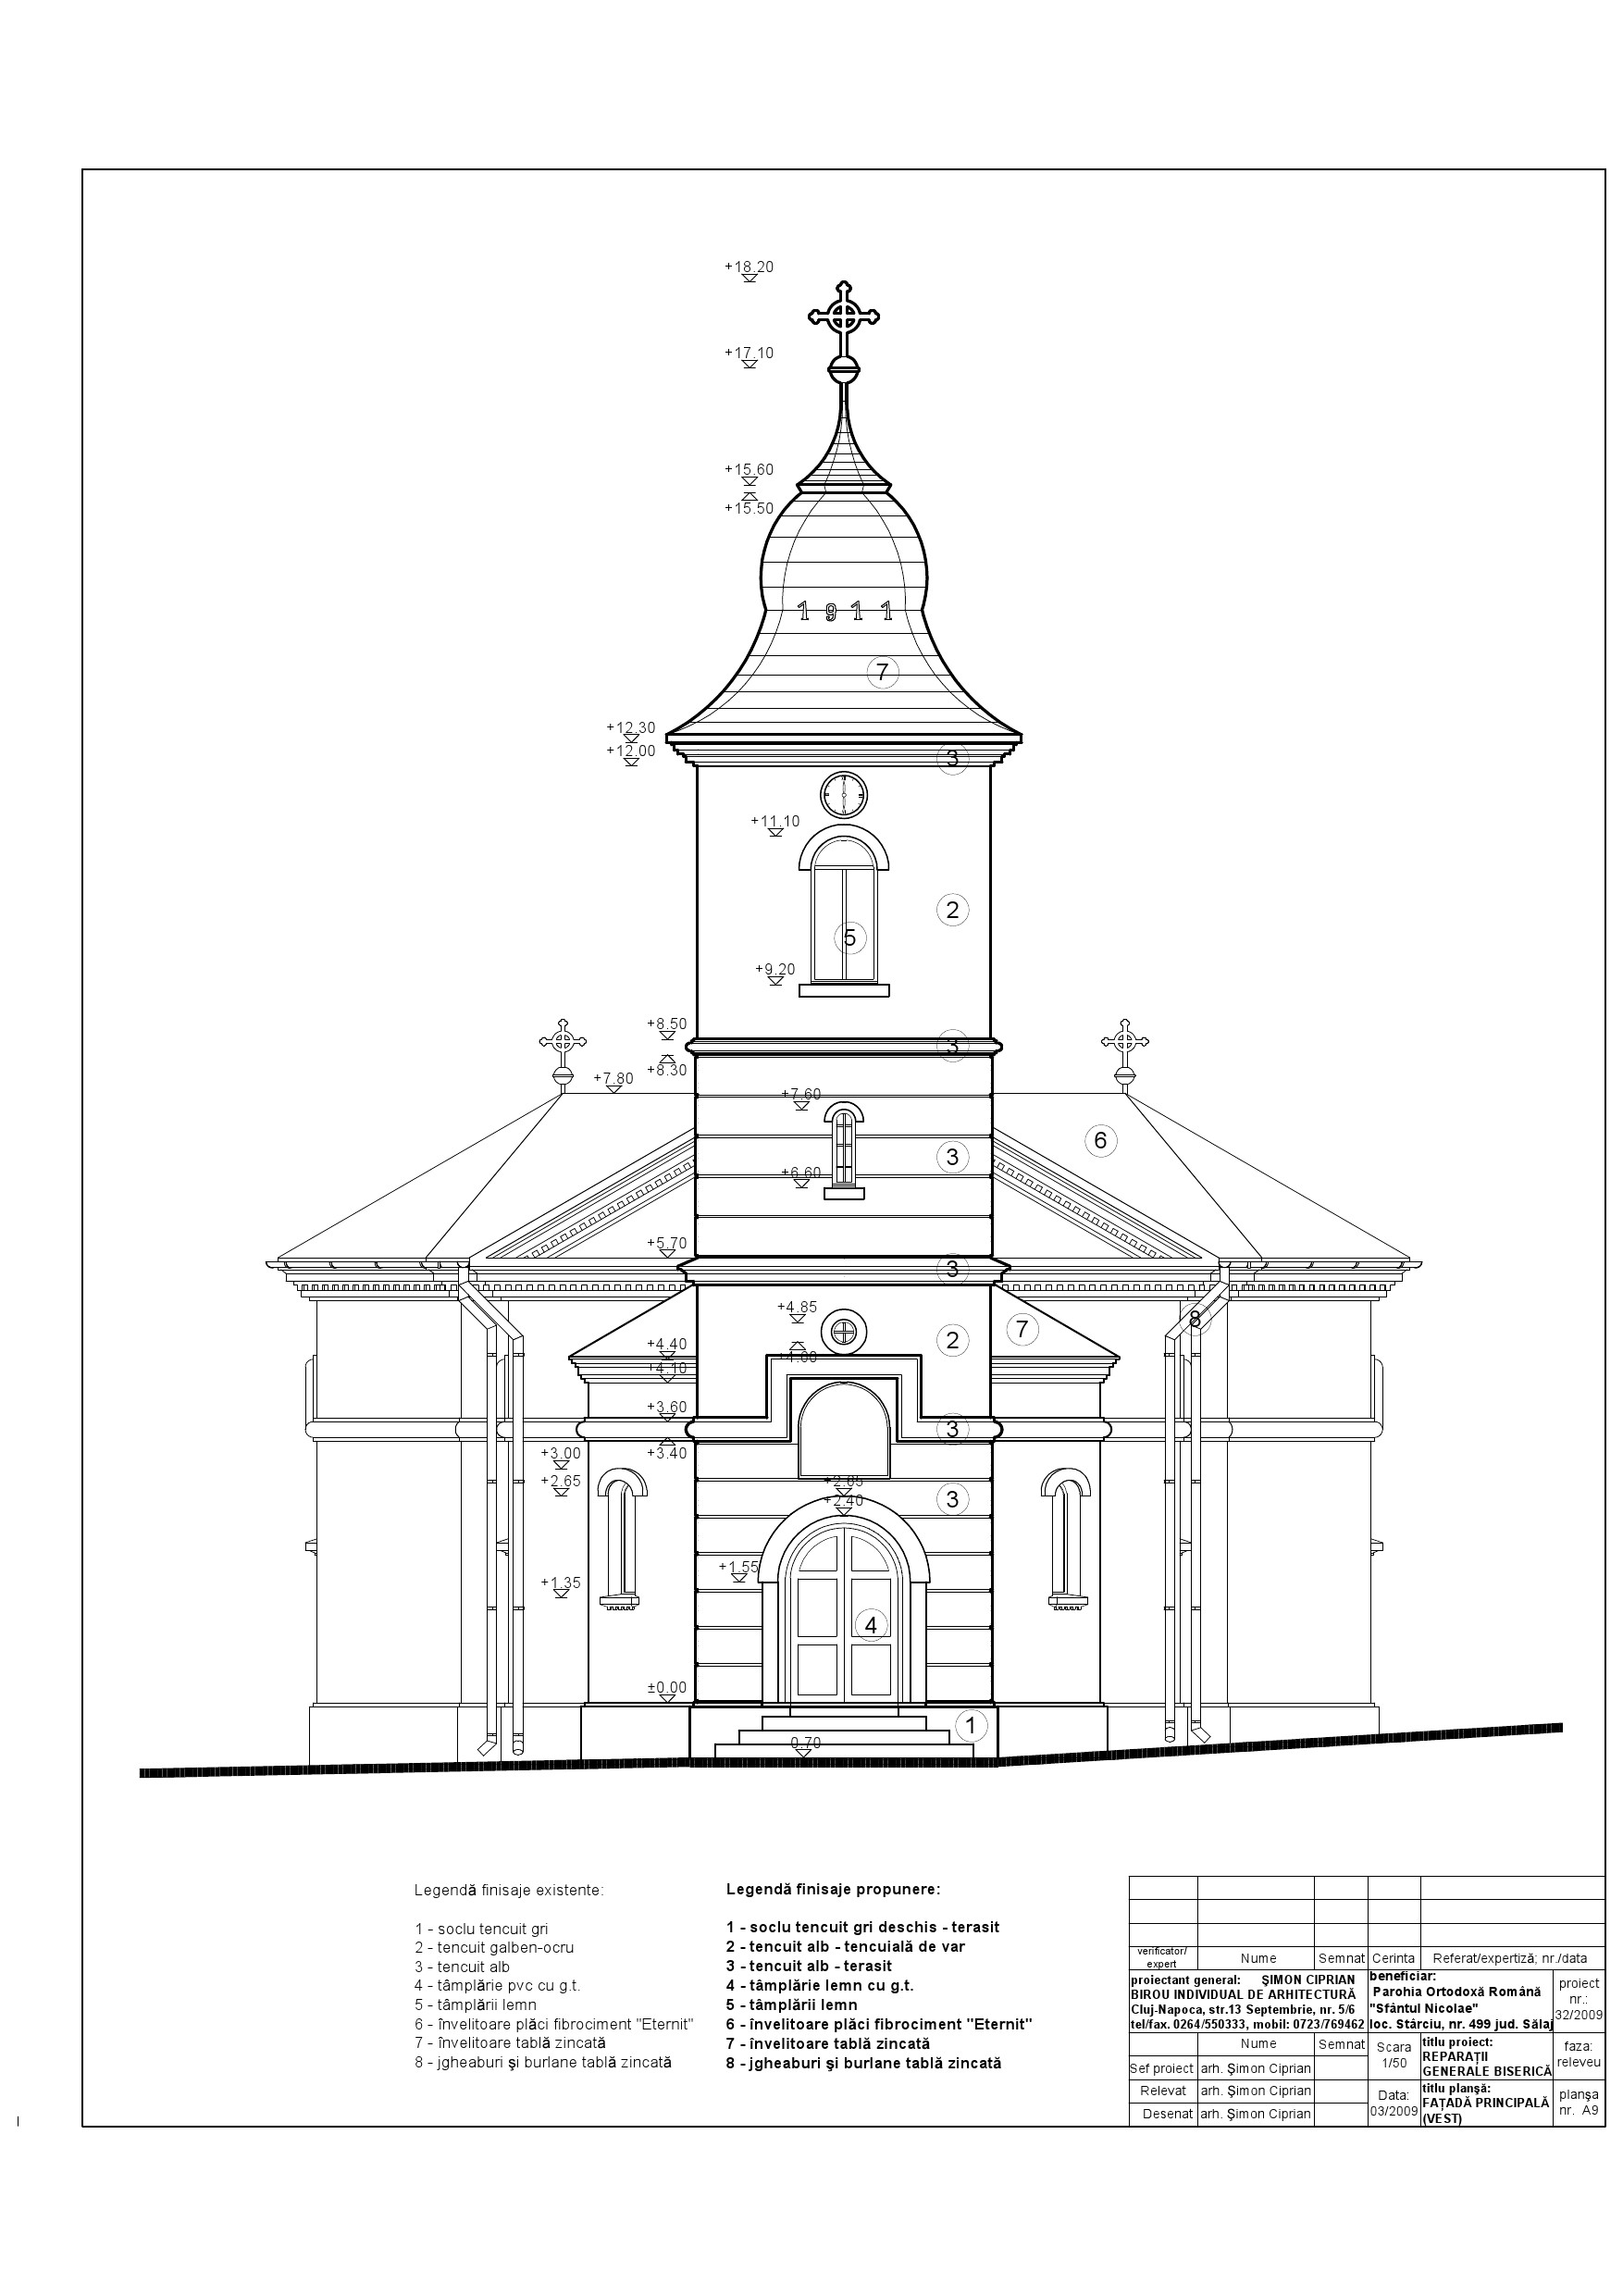 +18.20
+17.10
+15.60
+15.50
1911
7
+12.30
+12.00
3
+11.10
2
5
+9.20
+8.50
3
+8.30
+7.80
+7.60
6
3
+6.60
+5.70
3
+4.85
8
7
2
+4.40
+4.00
+4.10
+3.60
3
+3.00
+3.40
+2.65
+2.65
3
+2.40
+1.55
+1.35
4
±0.00
1
0.70
Legendă finisaje existente:
1 - soclu tencuit gri
2 - tencuit galben-ocru
3 - tencuit alb
4 - tâmplărie pvc cu g.t.
5 - tâmplării lemn
6 - învelitoare plăci fibrociment "Eternit"
7 - învelitoare tablă zincată
8 - jgheaburi şi burlane tablă zincată
Legendă finisaje propunere:
1 - soclu tencuit gri deschis - terasit
2 - tencuit alb - tencuială de var
3 - tencuit alb - terasit
4 - tâmplărie lemn cu g.t.
5 - tâmplării lemn
6 - învelitoare plăci fibrociment "Eternit"
7 - învelitoare tablă zincată
8 - jgheaburi şi burlane tablă zincată
verificator/
expert
Nume
Semnat
Cerinta
Referat/expertiză; nr./data
proiectant general: ŞIMON CIPRIAN
BIROU INDIVIDUAL DE ARHITECTURĂ
Cluj-Napoca, str.13 Septembrie, nr. 5/6
tel/fax. 0264/550333, mobil: 0723/769462
beneficiar:
Parohia Ortodoxă Română
"Sfântul Nicolae"
loc. Stârciu, nr. 499 jud. Sălaj
proiect
nr.:
32/2009
Nume
Semnat
Sef proiect
arh. Şimon Ciprian
Relevat
arh. Şimon Ciprian
Desenat
arh. Şimon Ciprian
Scara
1/50
Data:
03/2009
titlu proiect:
REPARAŢII
GENERALE BISERICĂ
titlu planşă:
FAŢADĂ PRINCIPALĂ
(VEST)
faza:
releveu
planşa
nr. A9